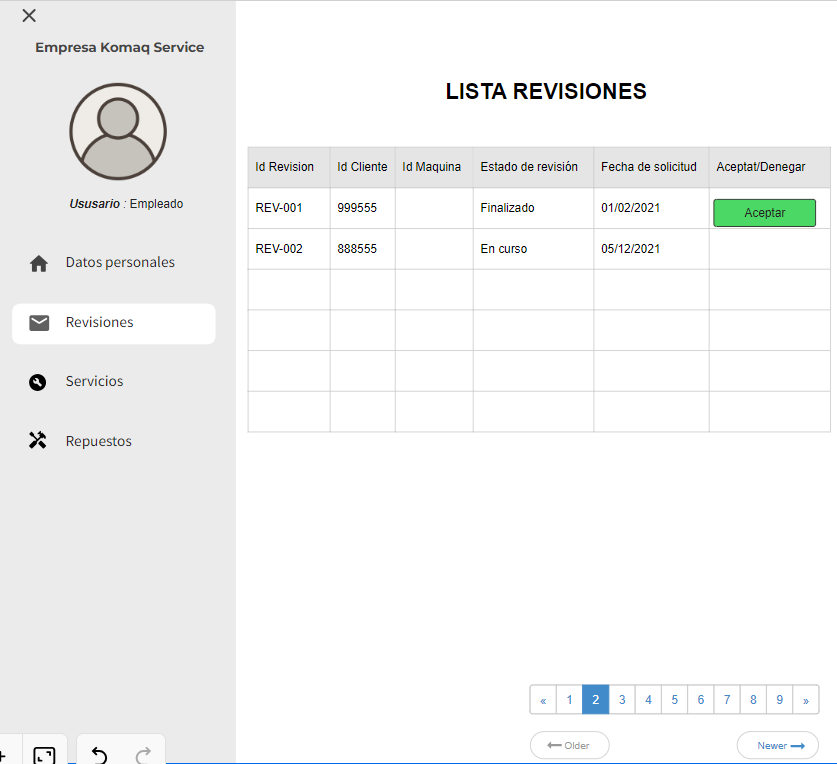 Empresa Komaq Service
Ususario : Empleado
Datos personales
Revisiones
Servicios
Repuestos
LISTA REVISIONES
Id Revision Id Cliente Id Maquina Estado de revisión Fecha de solicitud Aceptat/Denegar
REV-001 999555 Finalizado 01/02/2021 Aceptar
REV-002 888555 En curso 05/12/2021
« 1 2 3 4 5 6 7 8 9 »
Older Newer